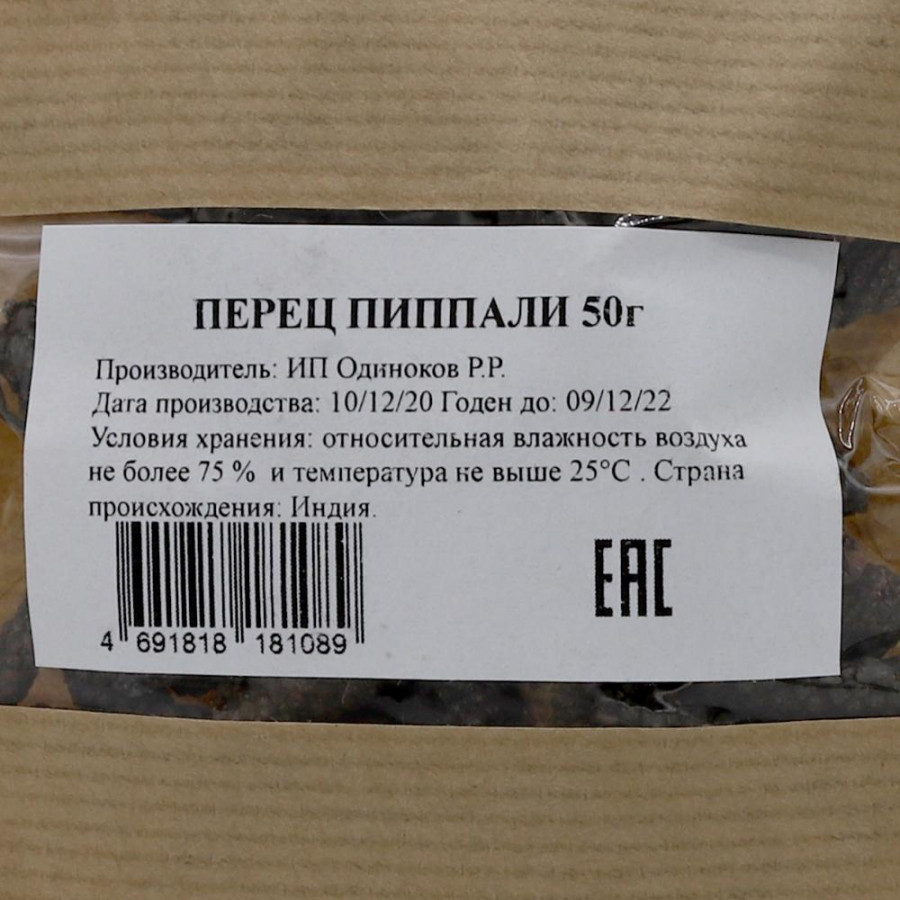 ПЕРЕЦ ПИППАЛИ 50г
Производитель: ИП Одиноков Р.Р.
Дата производства: 10/12/20 Годен до: 09/12/22
Условия хранения: относительная влажность воздуха
не более 75 %  и температура не выше 25°С . Страна
происхождения: Индия.
EAC
4 691818 181089